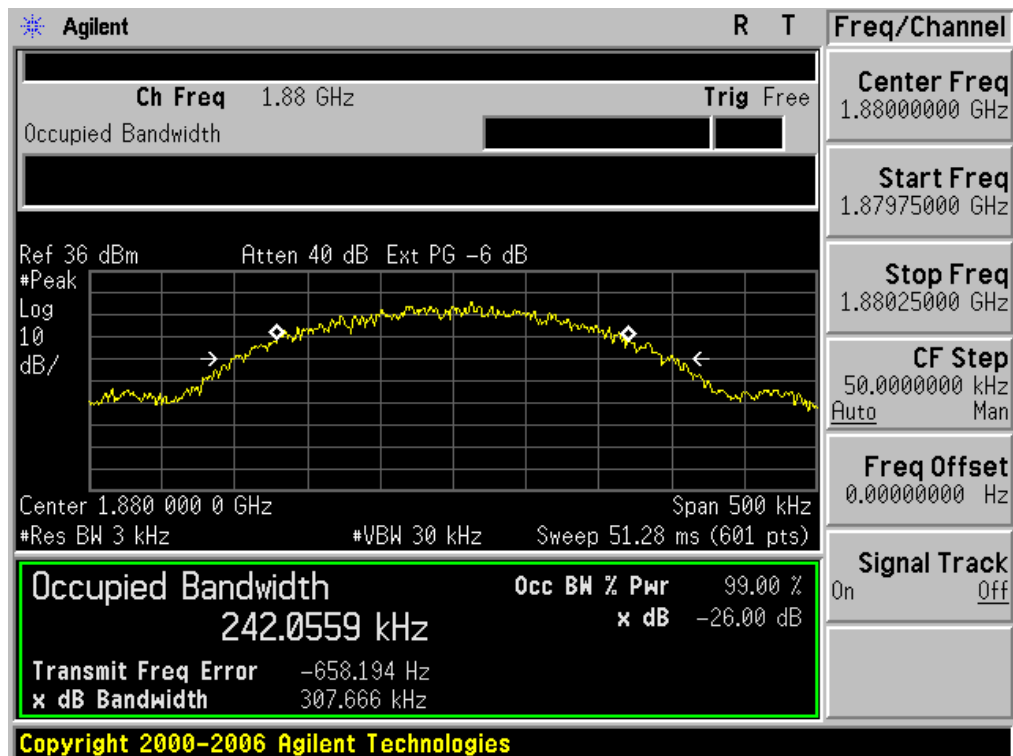 Agilent R T Freq/Channel
Ch Freq 1.88 GHz Trig Free
Occupied Bandwidth
Center Freq
1.88000000 GHz
Start Freq
1.87975000 GHz
Stop Freq
1.88025000 GHz
CF Step
50.0000000 kHz
Auto Man
Freq Offset
0.00000000 Hz
Signal Track
On Off
Ref 36 dBm Atten 40 dB Ext PG -6 dB
#Peak
Log
10
dB/
Center 1.880 000 0 GHz Span 500 kHz
#Res BW 3 kHz #VBW 30 kHz Sweep 51.28 ms (601 pts)
Occupied Bandwidth Occ BW % Pwr 99.00 %
242.0559 kHz x dB -26.00 dB
Transmit Freq Error -658.194 Hz
x dB Bandwidth 307.666 kHz
Copyright 2000-2006 Agilent Technologies